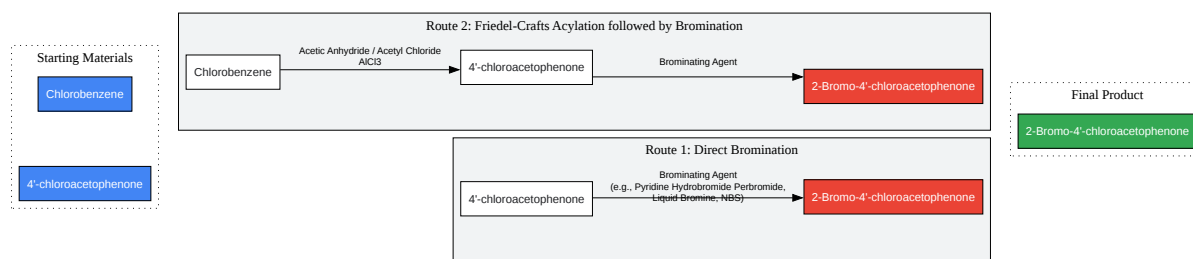 Starting Materials
Chlorobenzene
4'-chloroacetophenone
Route 2: Friedel-Crafts Acylation followed by Bromination
Chlorobenzene
Acetic Anhydride / Acetyl Chloride
AlCl3
4'-chloroacetophenone
Brominating Agent
2-Bromo-4'-chloroacetophenone
Route 1: Direct Bromination
4'-chloroacetophenone
Brominating Agent
(e.g., Pyridine Hydrobromide Perbromide,
Liquid Bromine, NBS)
2-Bromo-4'-chloroacetophenone
Final Product
2-Bromo-4'-chloroacetophenone